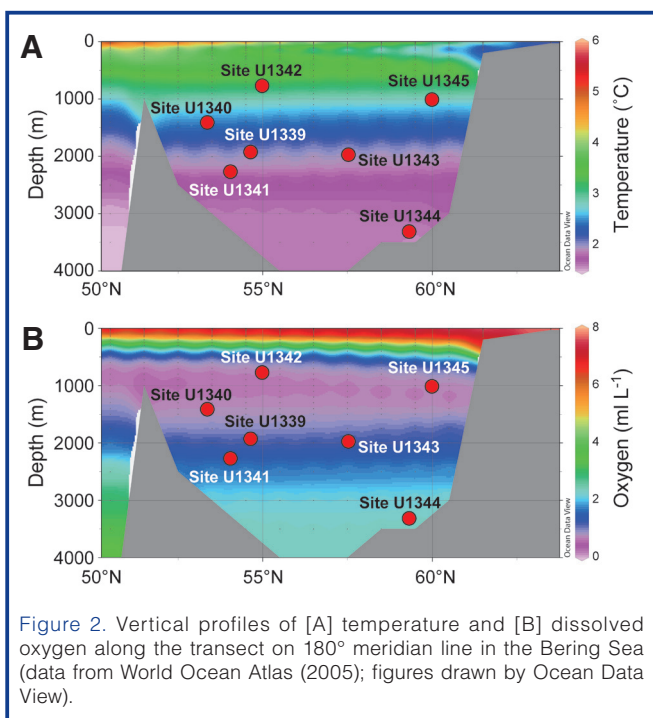 A
0
1000
2000
3000
4000
Depth (m)
Site U1342
Site U1345
Site U1340
Site U1339
Site U1343
Site U1341
Site U1344
50°N
55°N
60°N
Ocean Data View
6
5
4
3
2
Temperature (°C)
B
0
1000
2000
3000
4000
Depth (m)
Site U1342
Site U1345
Site U1340
Site U1339
Site U1343
Site U1341
Site U1344
50°N
55°N
60°N
Ocean Data View
8
6
4
2
0
Oxygen (ml L-1)
Figure 2. Vertical profiles of [A] temperature and [B] dissolved
oxygen along the transect on 180° meridian line in the Bering Sea
(data from World Ocean Atlas (2005); figures drawn by Ocean Data
View).